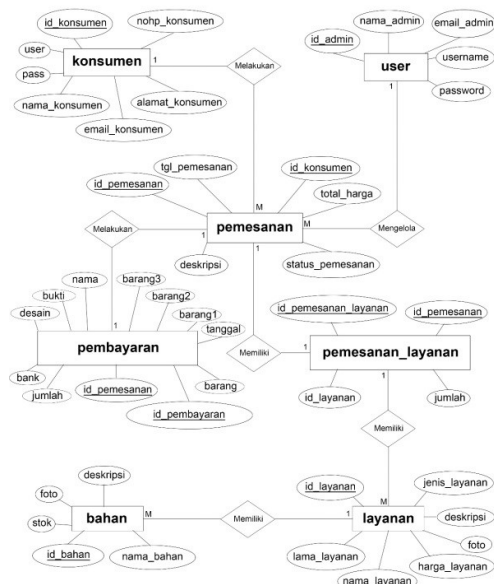 id_konsumen
nohp_konsumen
user
konsumen
pass
nama_konsumen
alamat_konsumen
email_konsumen
1
Melakukan
nama_admin
email_admin
id_admin
username
user
password
1
tgl_pemesanan
id_konsumen
id_pemesanan
total_harga
M
pemesanan
M
Mengelola
Melakukan
1
1
deskripsi
status_pemesanan
nama
barang3
bukti
barang2
desain
barang1
tanggal
1
pembayaran
bank
jumlah
id_pemesanan
barang
id_pembayaran
Memiliki
1
id_pemesanan_layanan
id_pemesanan
pemesanan_layanan
id_layanan
jumlah
1
Memiliki
M
deskripsi
foto
stok
bahan
M
id_bahan
nama_bahan
Memiliki
1
id_layanan
jenis_layanan
layanan
deskripsi
foto
lama_layanan
harga_layanan
nama_layanan